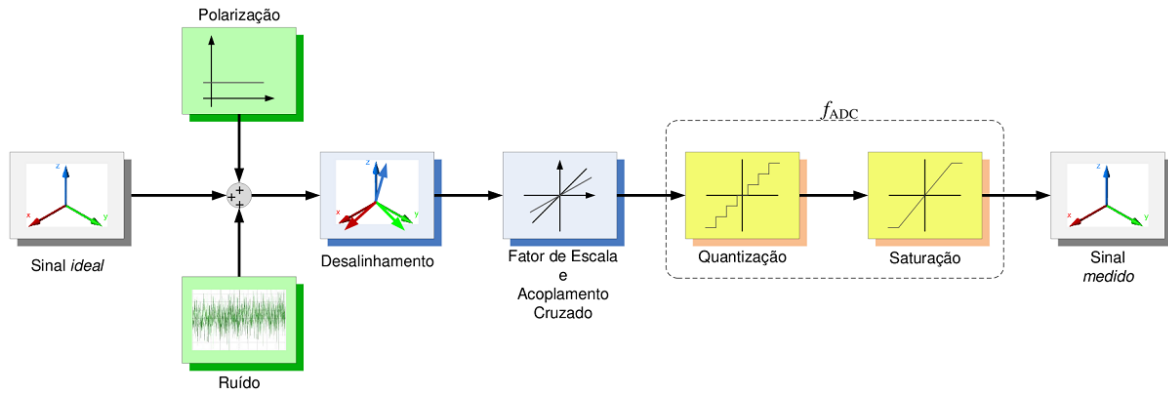 Polarização
f_ADC
z
x
y
+
+
+
z
x
y
z
x
y
Sinal ideal
Desalinhamento
Fator de Escala
e
Acoplamento
Cruzado
Quantização
Saturação
Sinal
medido
Ruído